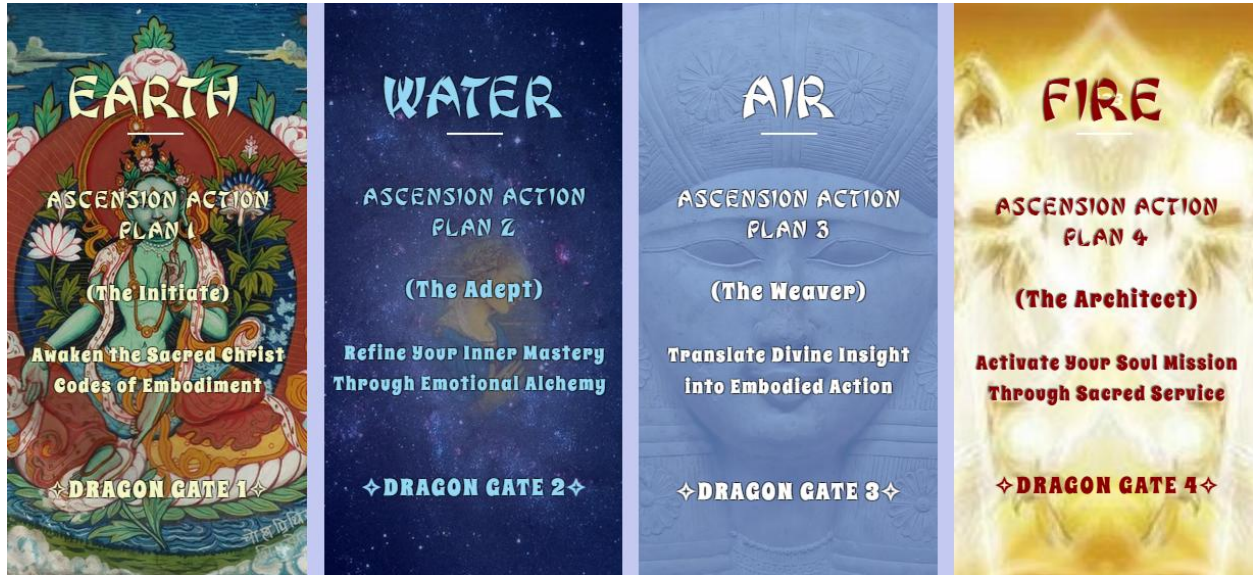 EARTH
ASCENSION ACTION
PLAN 1
(The Initiate)
Awaken the Sacred Christ
Codes of Embodiment
✧DRAGON GATE 1✧
WATER
ASCENSION ACTION
PLAN 2
(The Adept)
Refine Your Inner Mastery
Through Emotional Alchemy
✧DRAGON GATE 2✧
AIR
ASCENSION ACTION
PLAN 3
(The Weaver)
Translate Divine Insight
into Embodied Action
✧DRAGON GATE 3✧
FIRE
ASCENSION ACTION
PLAN 4
(The Architect)
Activate Your Soul Mission
Through Sacred Service
✧DRAGON GATE 4✧